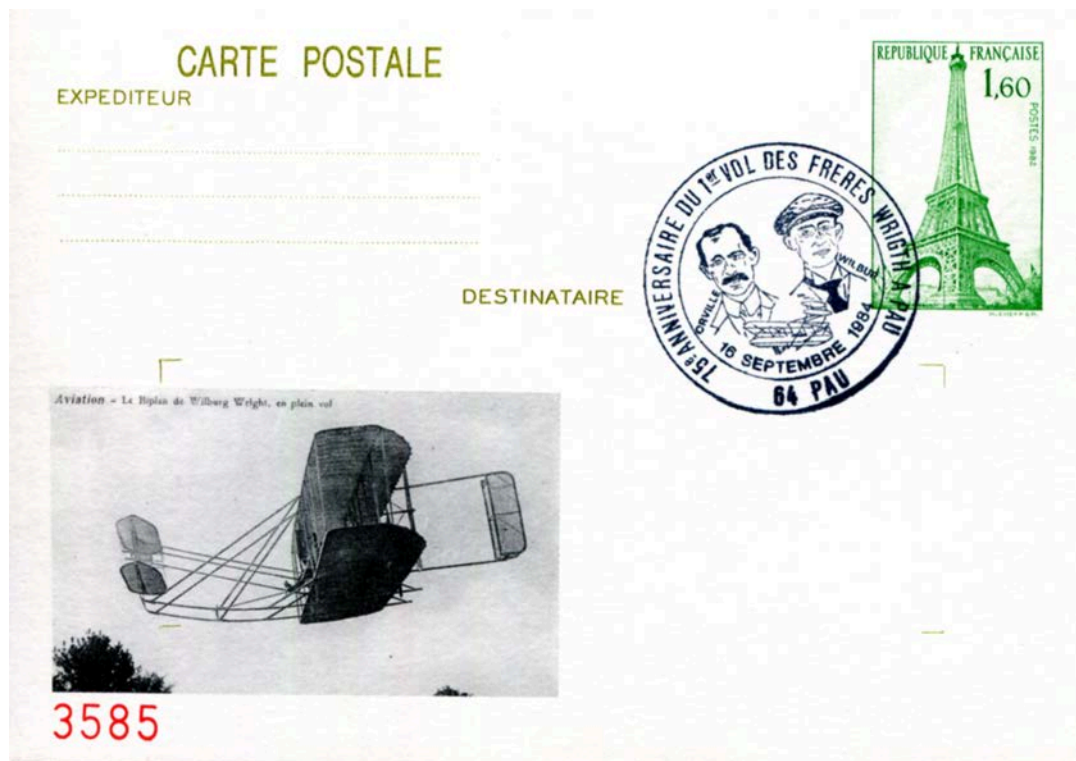 CARTE POSTALE
EXPEDITEUR
REPUBLIQUE FRANÇAISE
1,60
POSTES 1982
75e ANNIVERSAIRE DU 1er VOL DES FRERES WRIGTH A PAU
ORVILLE
WILBUR
16 SEPTEMBRE 1984
64 PAU
DESTINATAIRE
Aviation - Le Biplan de Wilburg Wright, en plein vol
3585